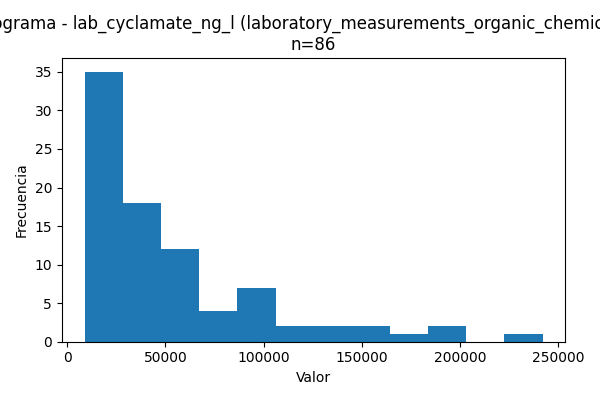 ograma - lab_cyclamate_ng_l (laboratory_measurements_organic_chemic
n=86
35
30
25
20
15
10
5
0
Frecuencia
0 50000 100000 150000 200000 250000
Valor